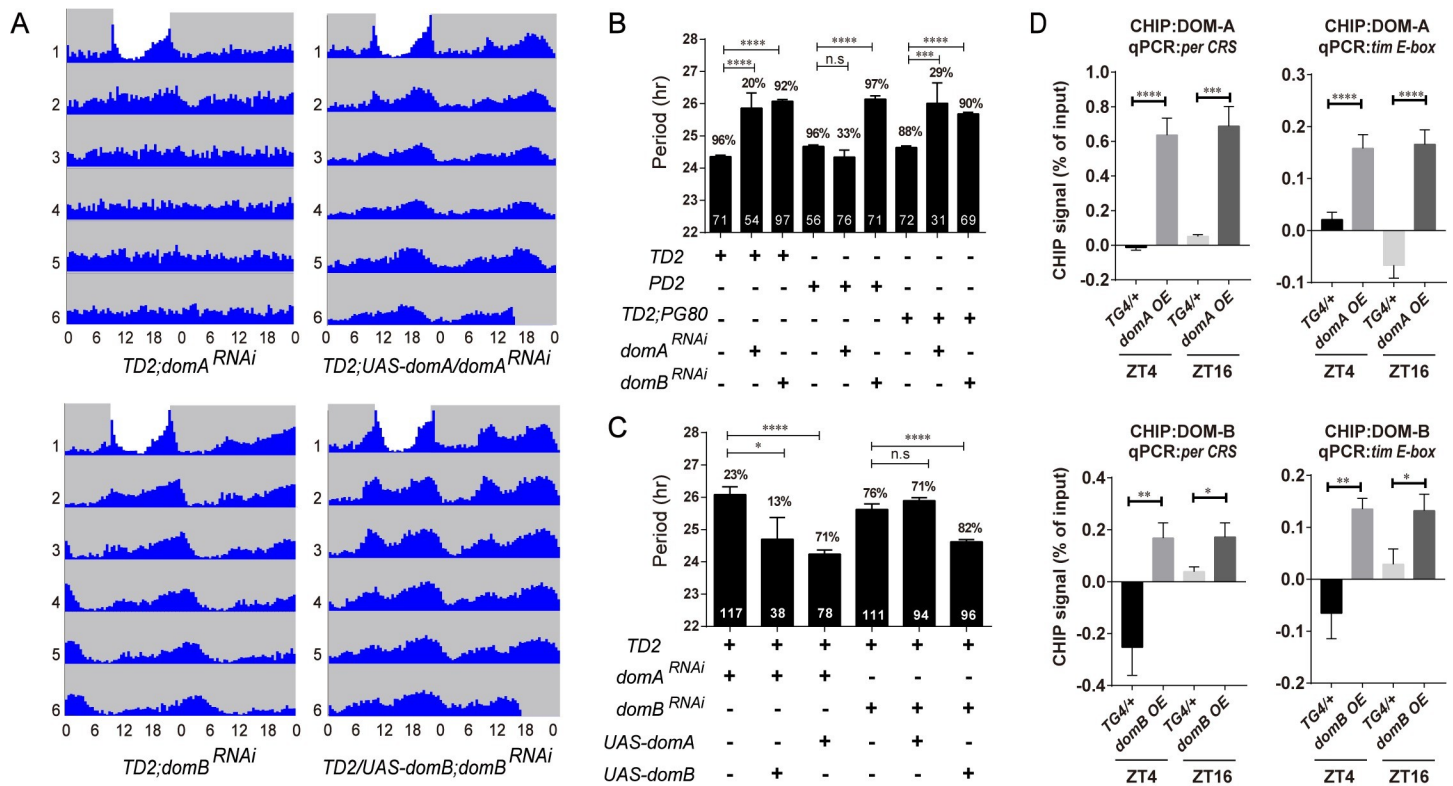 A
1
2
3
4
5
6
0 6 12 18 0 6 12 18 0
TD2;domA RNAi
0 6 12 18 0 6 12 18 0
TD2;UAS-domA/domA RNAi
1
2
3
4
5
6
1
2
3
4
5
6
0 6 12 18 0 6 12 18 0
TD2;domB RNAi
1
2
3
4
5
6
0 6 12 18 0 6 12 18 0
TD2/UAS-domB;domB RNAi
B
Period (hr)
28
26
24
22
**** **** ****
**** n.s ***
96% 20% 92% 96% 33% 97% 88% 29% 90%
71 54 97 56 76 71 72 31 69
TD2 + + + - - - - - -
PD2 - - - + + + - - -
TD2;PG80 - - - - - - + + +
domA RNAi - + - - + - - + -
domB RNAi - - + - - + - - +
C
Period (hr)
28
27
26
25
24
23
22
**** ****
* n.s
23% 13% 71% 76% 71% 82%
117 38 78 111 94 96
TD2 + + + + + +
domA RNAi + + + - - -
domB RNAi - - - + + +
UAS-domA - - + - + -
UAS-domB - + - - - +
D
CHIP:DOM-A
qPCR:per CRS
CHIP signal (% of input)
1.0
0.8
0.6
0.4
0.2
0.0
-0.2
**** ***
TG4/+ domA OE TG4/+ domA OE
ZT4 ZT16
CHIP:DOM-A
qPCR:tim E-box
0.3
0.2
0.1
0.0
-0.1
**** ****
TG4/+ domA OE TG4/+ domA OE
ZT4 ZT16
CHIP:DOM-B
qPCR:per CRS
CHIP signal (% of input)
0.4
0.2
0.0
-0.2
-0.4
** *
TG4/+ domB OE TG4/+ domB OE
ZT4 ZT16
CHIP:DOM-B
qPCR:tim E-box
0.2
0.1
0.0
-0.1
-0.2
** *
TG4/+ domB OE TG4/+ domB OE
ZT4 ZT16